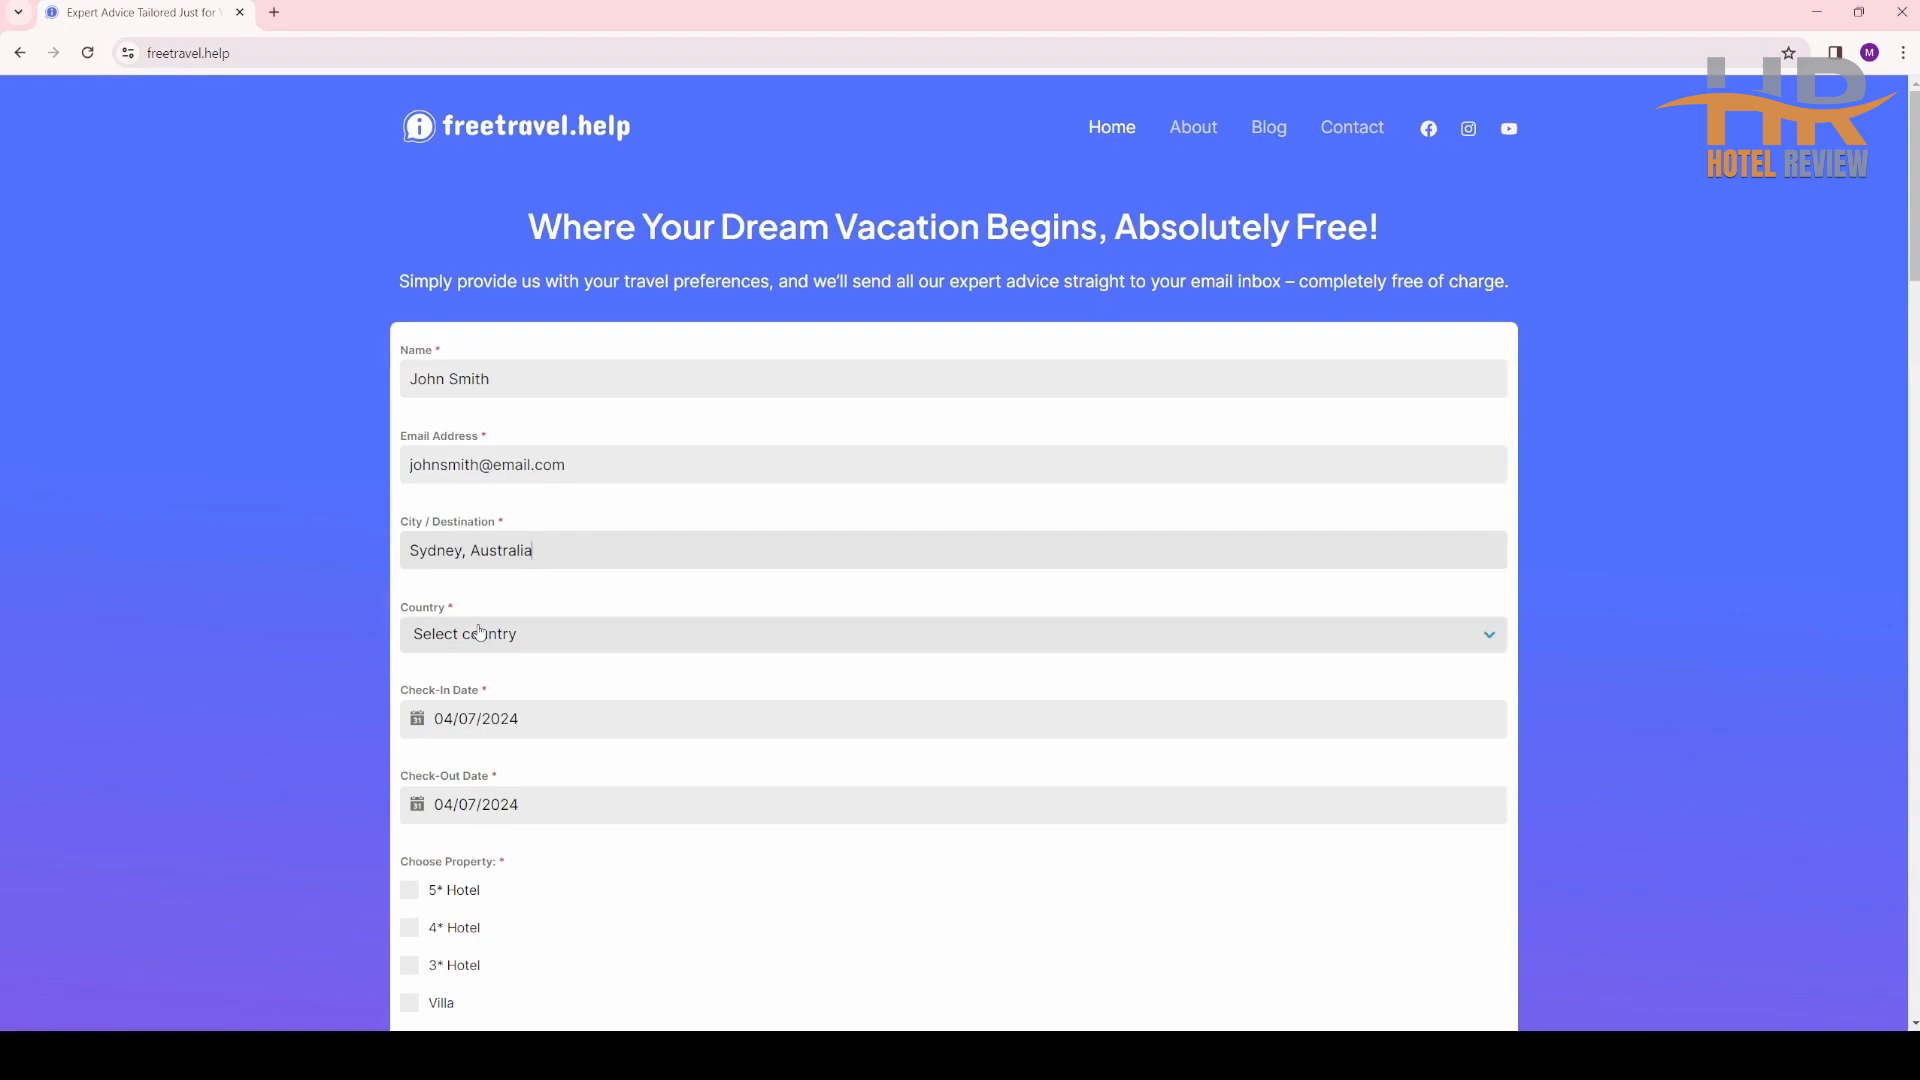 Expert Advice Tailored Just for
freetravel.help
M
HR
HOTEL REVIEW
freetravel.help
Home
About
Blog
Contact
Where Your Dream Vacation Begins, Absolutely Free!
Simply provide us with your travel preferences, and we'll send all our expert advice straight to your email inbox – completely free of charge.
Name *
John Smith
Email Address *
johnsmith@email.com
City / Destination *
Sydney, Australia
Country *
Select country
Check-In Date *
31 04/07/2024
Check-Out Date *
31 04/07/2024
Choose Property: *
5* Hotel
4* Hotel
3* Hotel
Villa